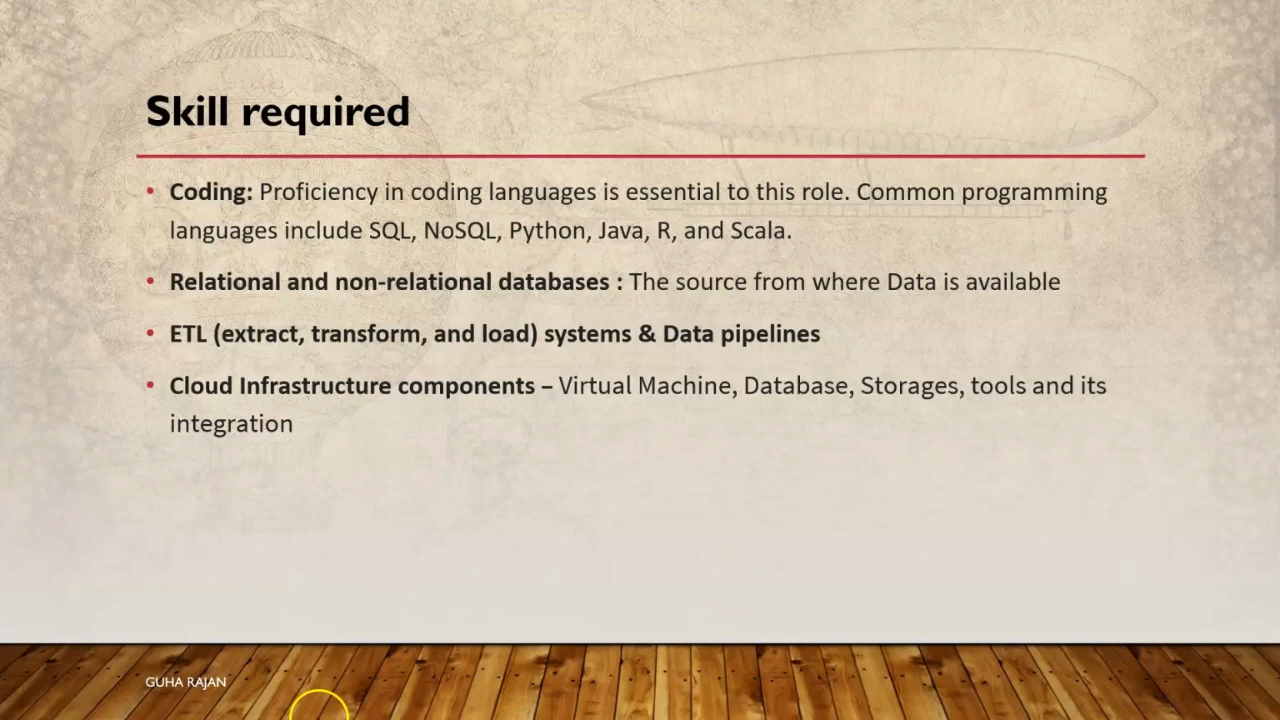 Skill required
• Coding: Proficiency in coding languages is essential to this role. Common programming
languages include SQL, NoSQL, Python, Java, R, and Scala.
• Relational and non-relational databases : The source from where Data is available
• ETL (extract, transform, and load) systems & Data pipelines
• Cloud Infrastructure components – Virtual Machine, Database, Storages, tools and its
integration
GUHA RAJAN